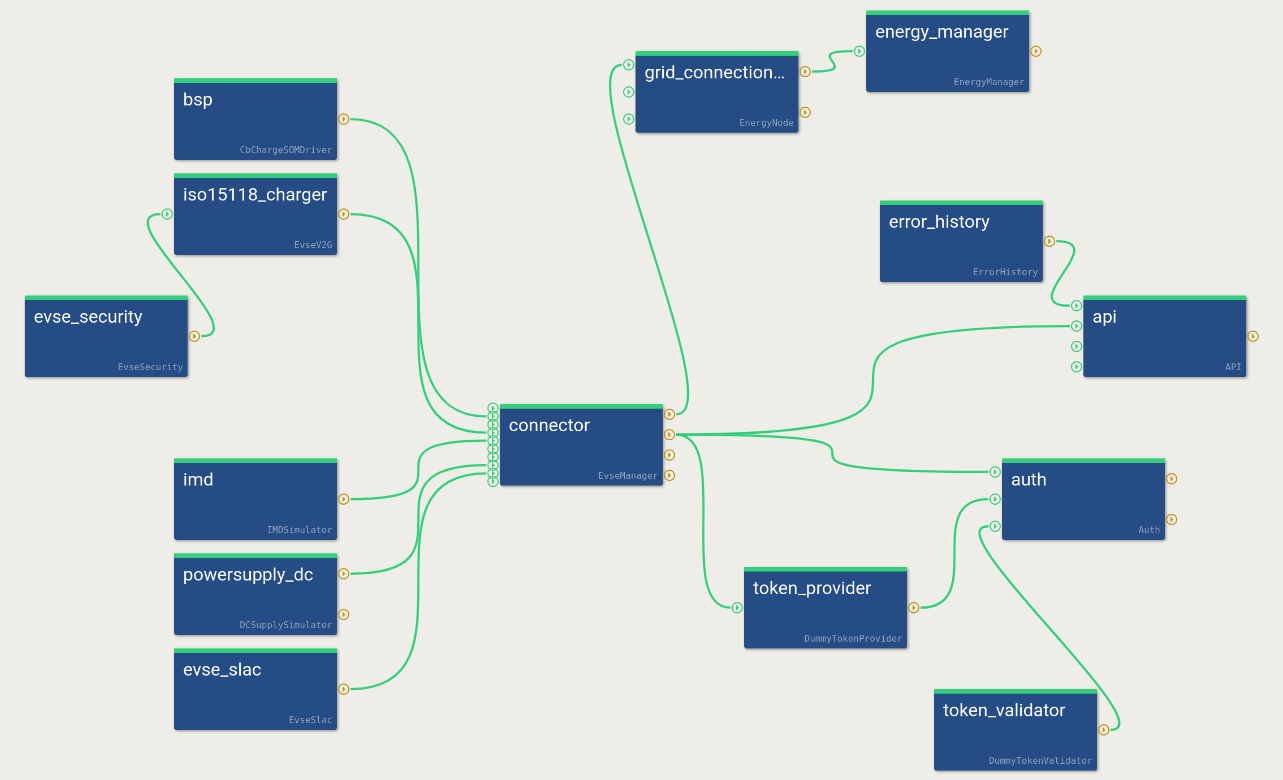 energy_manager
EnergyManager
grid_connection...
EnergyNode
bsp
CbChargeSOMDriver
iso15118_charger
EvseV2G
error_history
ErrorHistory
evse_security
EvseSecurity
api
API
connector
EvseManager
imd
IMDSimulator
auth
Auth
powersupply_dc
DCSupplySimulator
token_provider
DummyTokenProvider
evse_slac
EvseSlac
token_validator
DummyTokenValidator